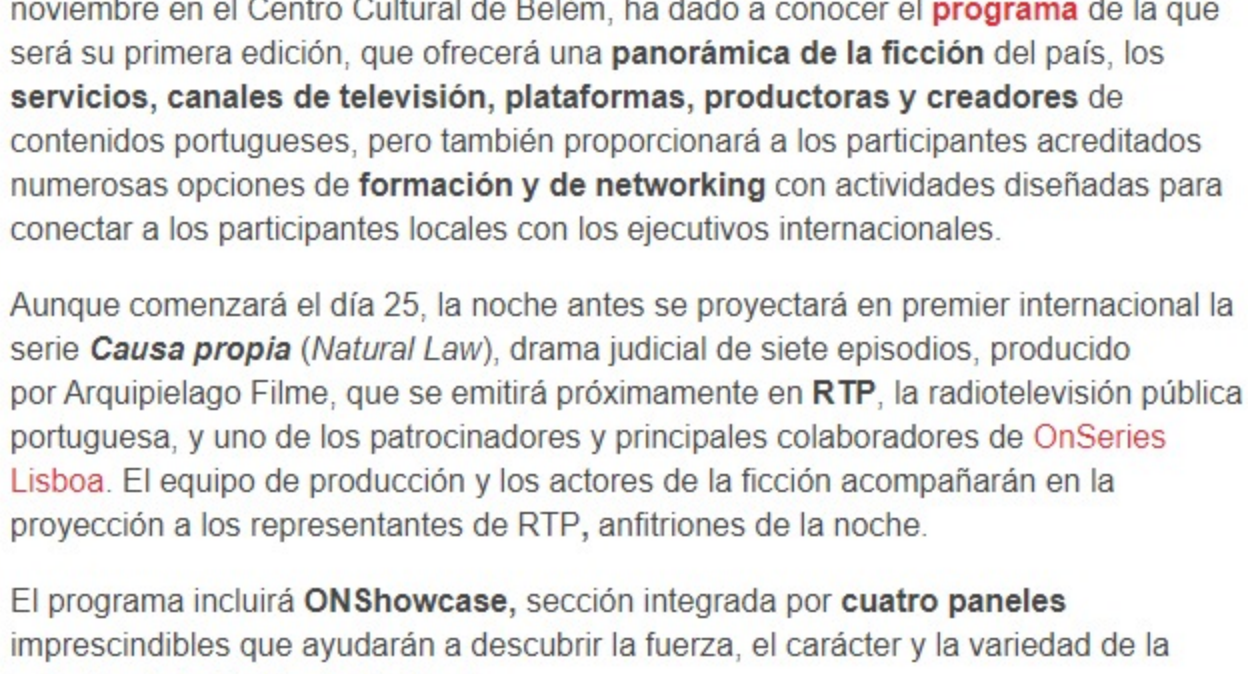 noviembre en el Centro Cultural de Belém, ha dado a conocer el programa de la que
será su primera edición, que ofrecerá una panorámica de la ficción del país, los
servicios, canales de televisión, plataformas, productoras y creadores de
contenidos portugueses, pero también proporcionará a los participantes acreditados
numerosas opciones de formación y de networking con actividades diseñadas para
conectar a los participantes locales con los ejecutivos internacionales.
Aunque comenzará el día 25, la noche antes se proyectará en premier internacional la
serie Causa propia (Natural Law), drama judicial de siete episodios, producido
por Arquipielago Filme, que se emitirá próximamente en RTP, la radiotelevisión pública
portuguesa, y uno de los patrocinadores y principales colaboradores de OnSeries
Lisboa. El equipo de producción y los actores de la ficción acompañarán en la
proyección a los representantes de RTP, anfitriones de la noche.
El programa incluirá ONShowcase, sección integrada por cuatro paneles
imprescindibles que ayudarán a descubrir la fuerza, el carácter y la variedad de la